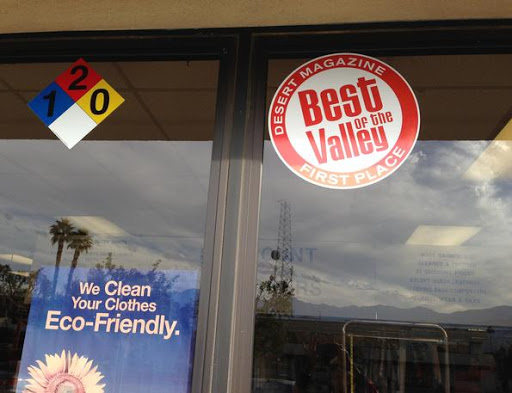 2
1 0
DESERT MAGAZINE
Best
of the
Valley
FIRST PLACE
We Clean
Your Clothes
Eco-Friendly.